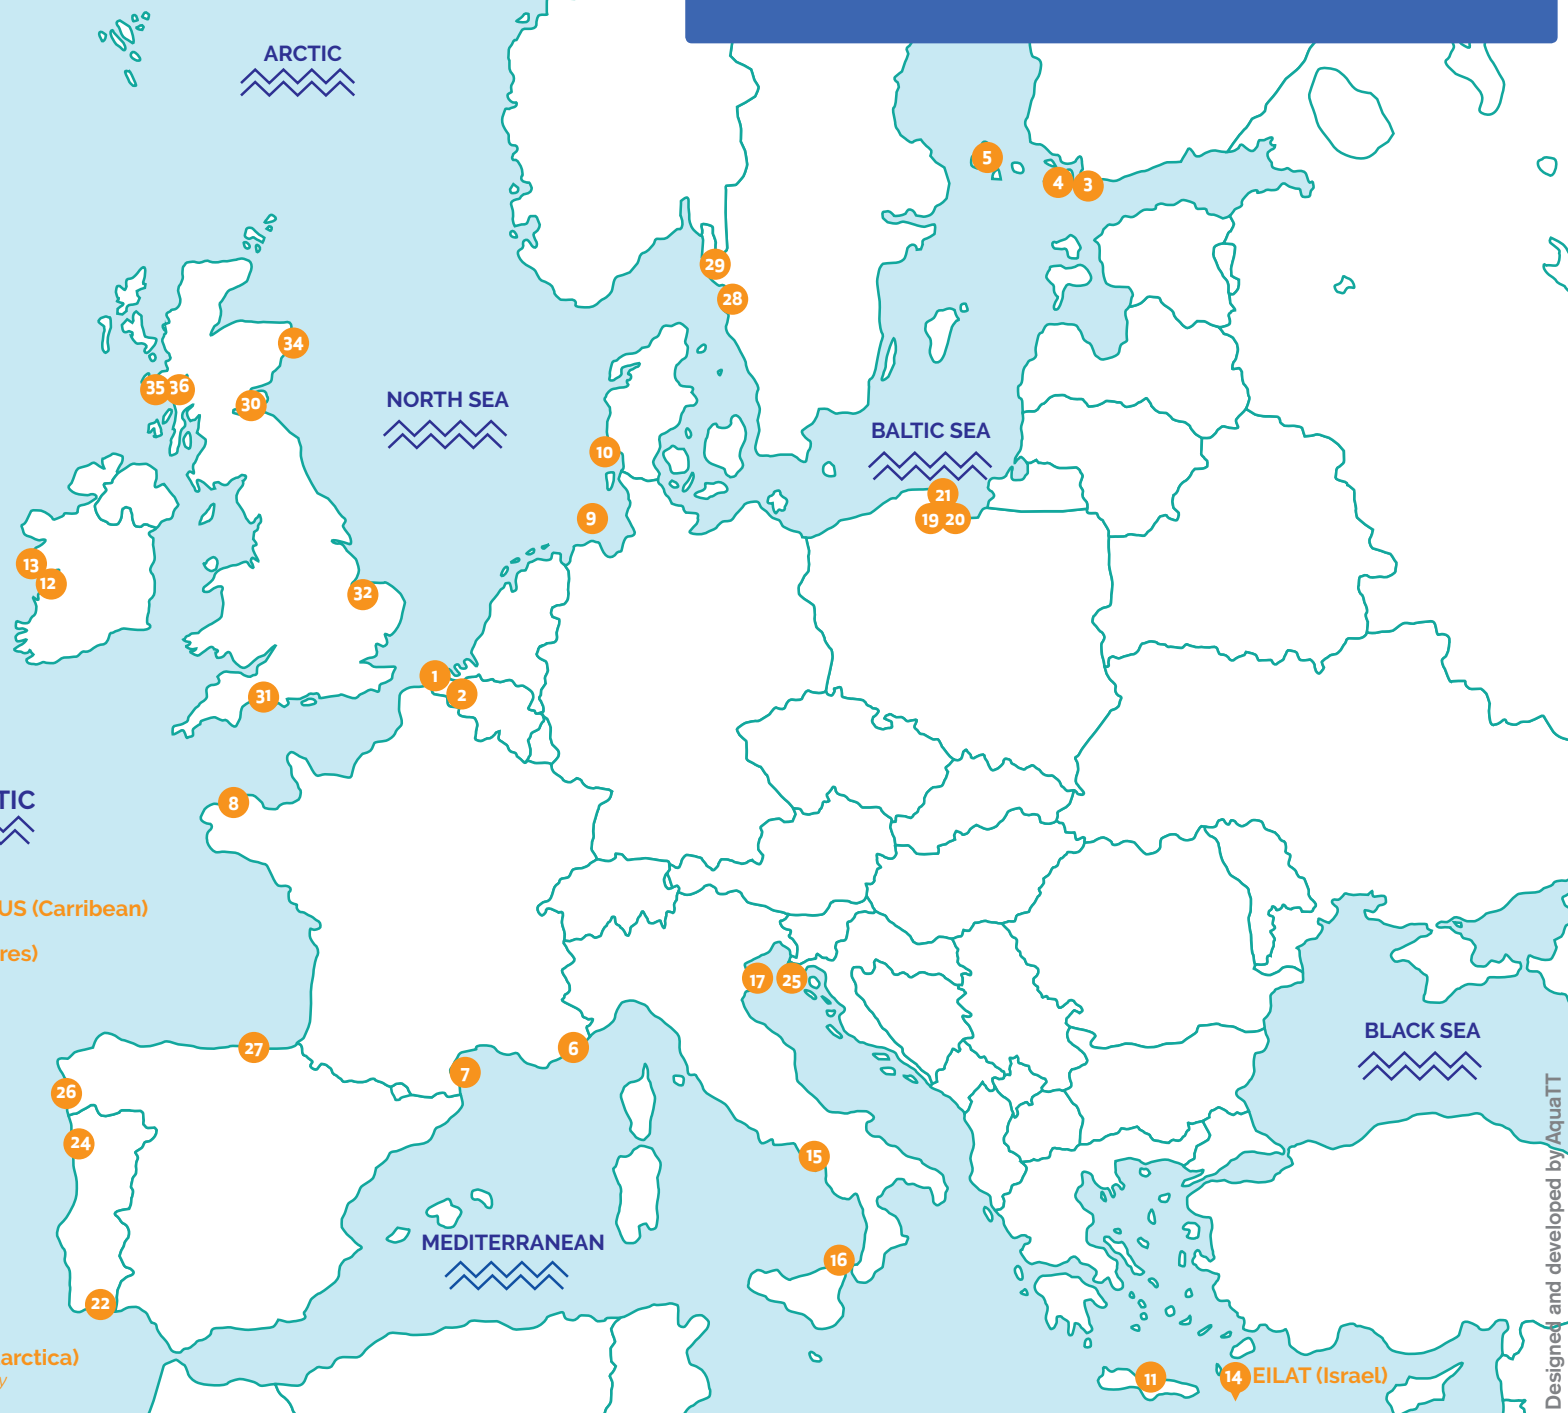 ARCTIC
5
4
3
29
28
34
35
36
30
NORTH SEA
10
BALTIC SEA
21
19
20
9
13
12
32
1
2
31
8
TIC
US (Carribean)
res)
17
25
BLACK SEA
27
6
7
26
24
15
MEDITERRANEAN
16
22
arctica)
y
11
14
EILAT (Israel)
Designed and developed by AquaTT